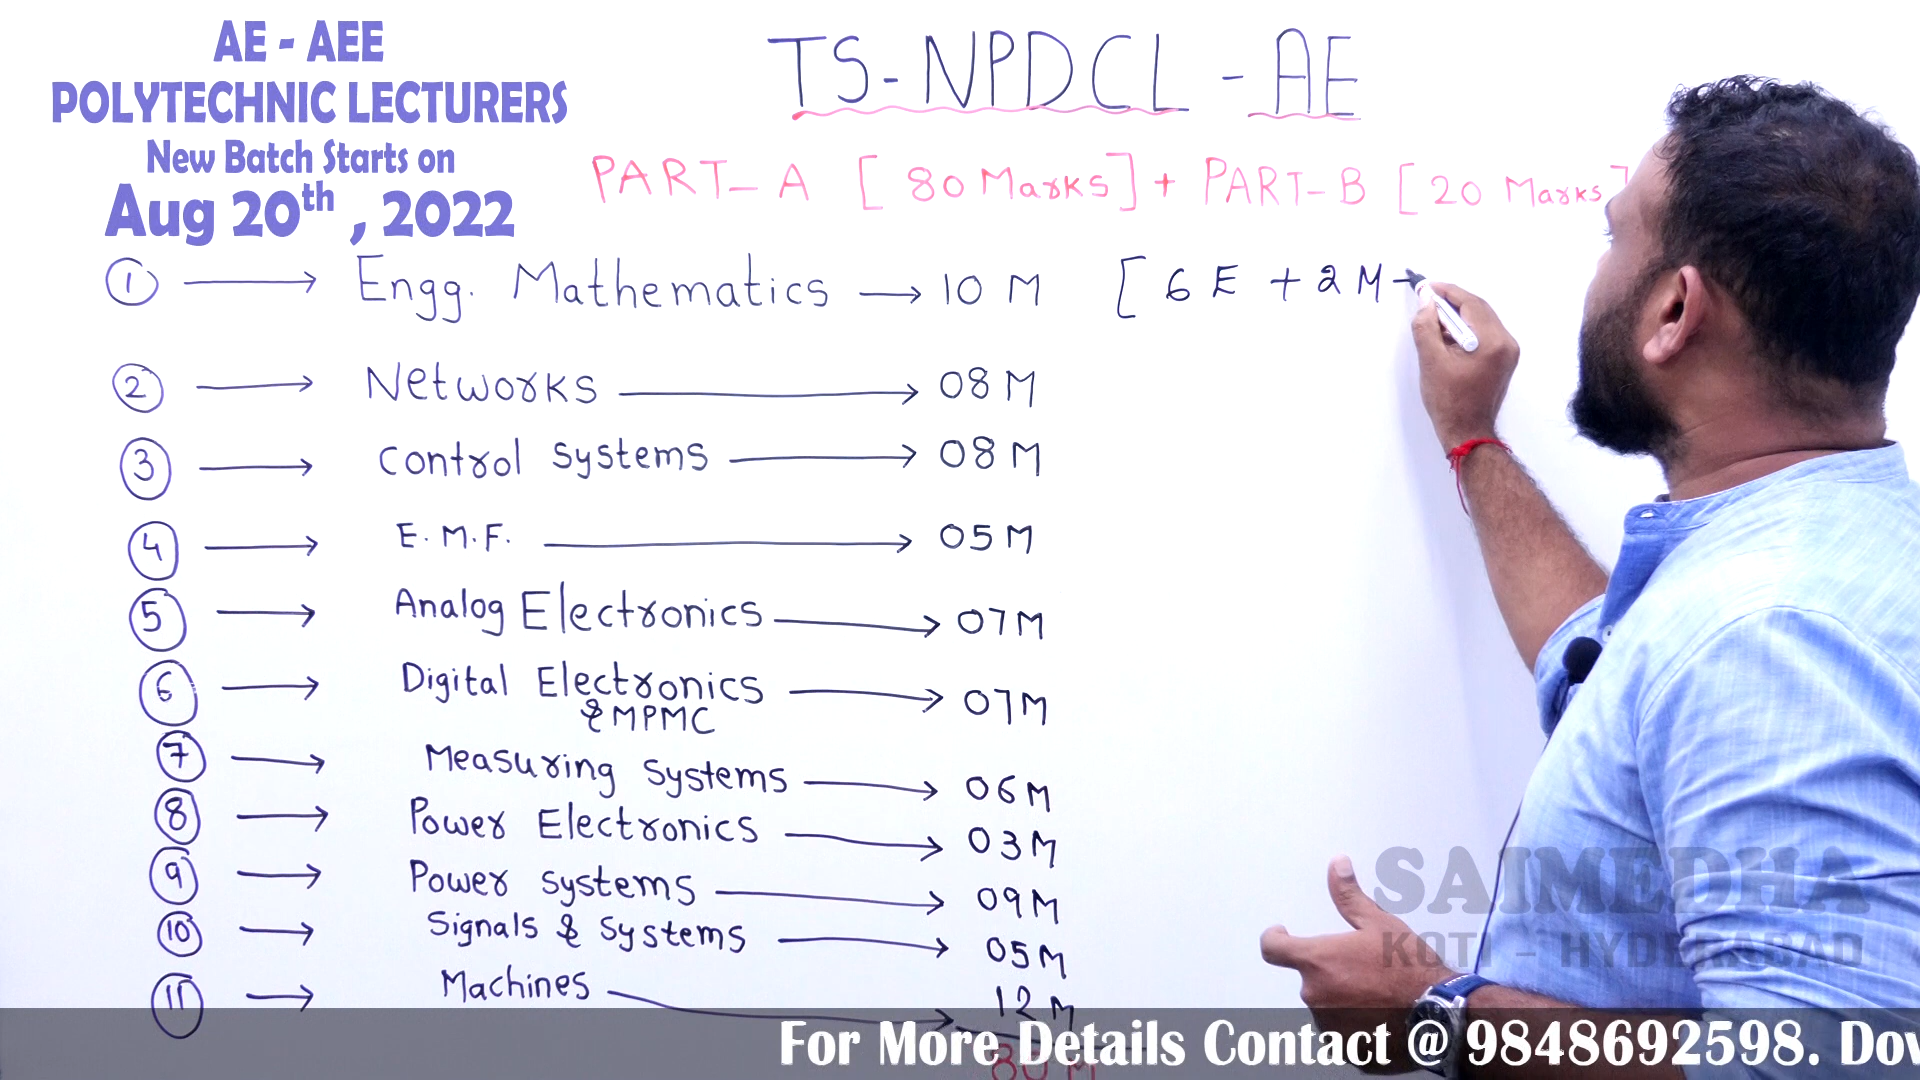 AE - AEE
POLYTECHNIC LECTURERS
New Batch Starts on
Aug 20th , 2022
TS-NPDCL-AE
PART-A [80 Marks] + PART-B [20 Marks]
1 → Engg. Mathematics → 10 M [ 6 E + 2 M -
2 → Networks → 08 M
3 → Control Systems → 08 M
4 → E.M.F. → 05 M
5 → Analog Electronics → 07 M
6 → Digital Electronics → 07 M
& MPMC
7 → Measuring Systems → 06 M
8 → Power Electronics → 03 M
9 → Power Systems → 09 M
10 → Signals & Systems → 05 M
11 → Machines → 12 M
80 M
SAIMEDHA
KOTI - HYDERABAD
For More Details Contact @ 9848692598.